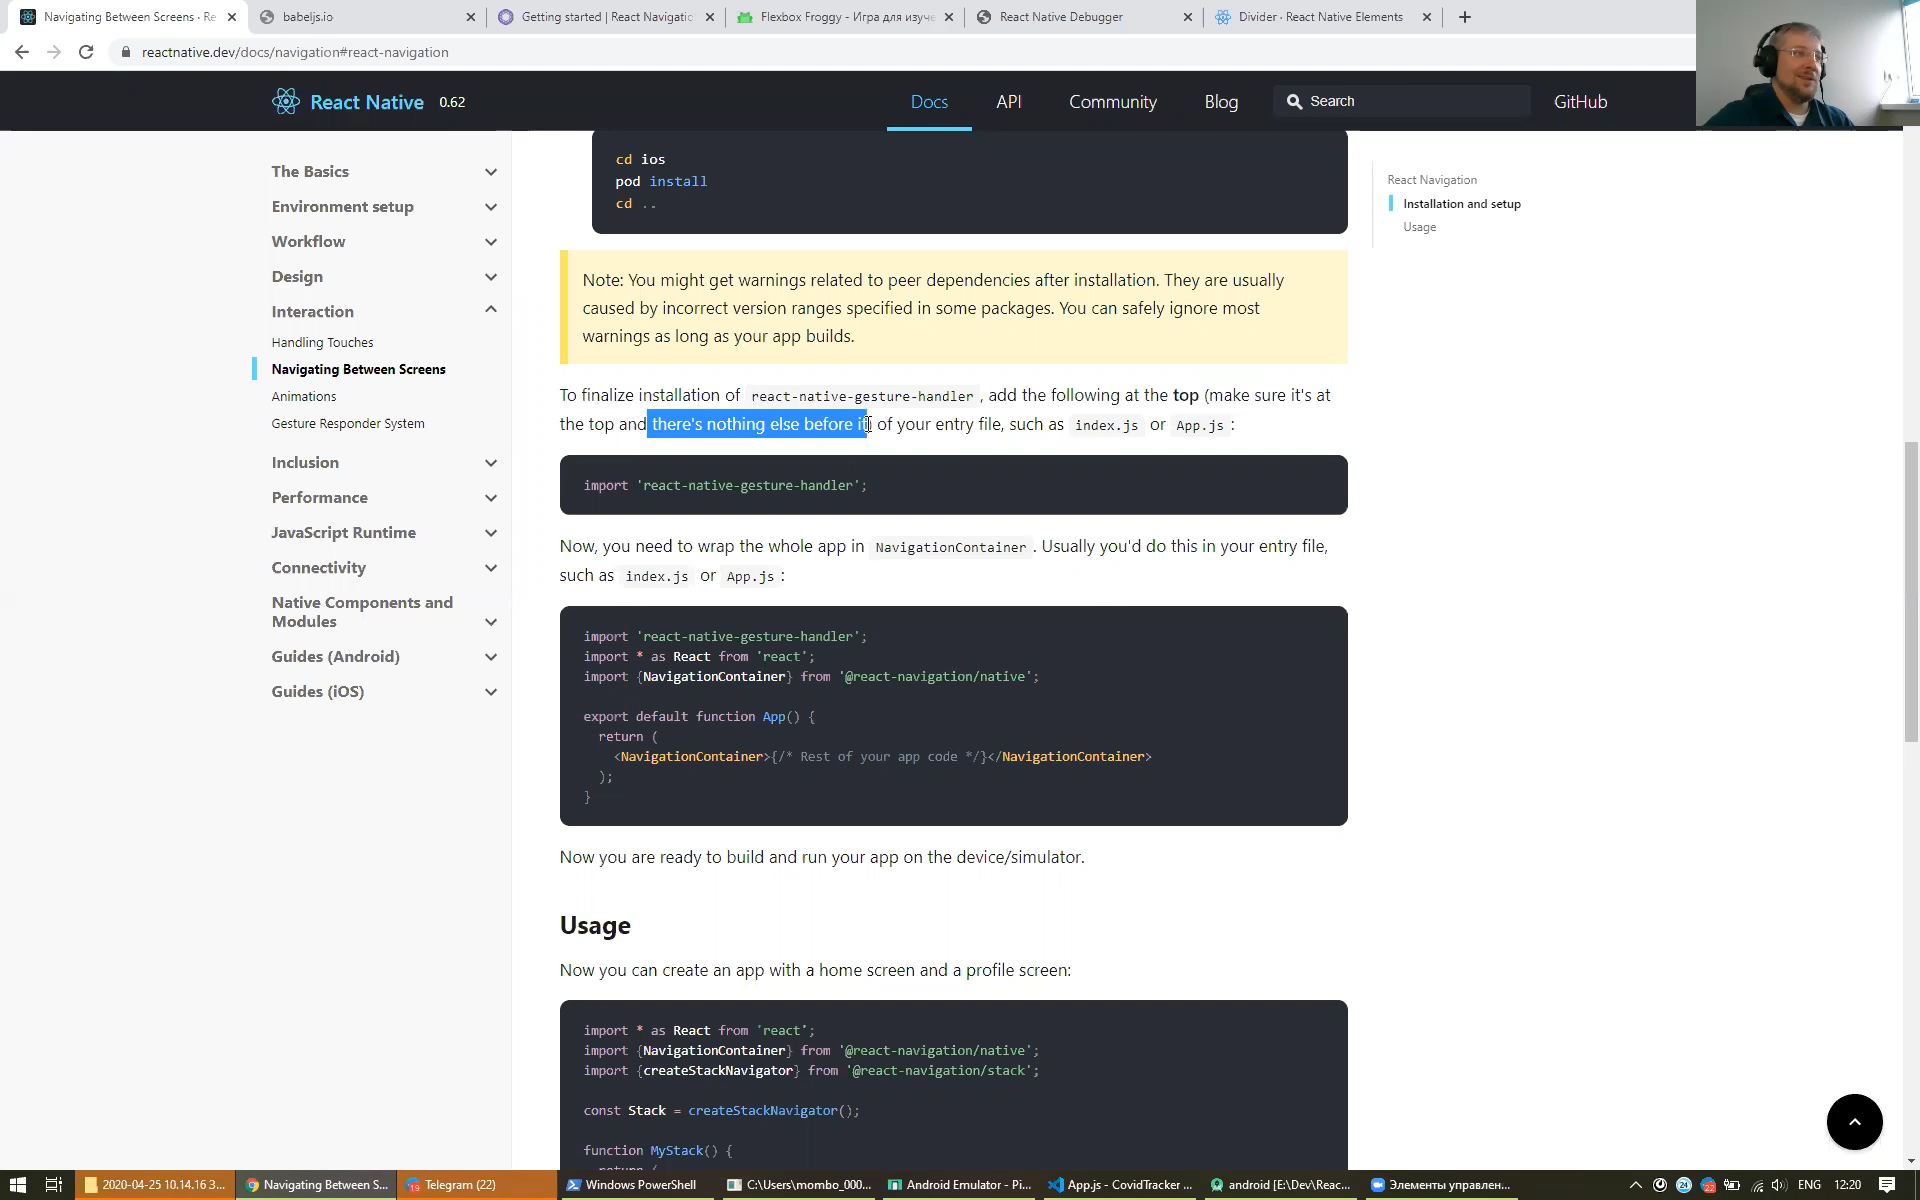 Navigating Between Screens · Re
babeljs.io
Getting started | React Navigatio
Flexbox Froggy - Игра для изуче
React Native Debugger
Divider · React Native Elements
reactnative.dev/docs/navigation#react-navigation
React Native 0.62
Docs
API
Community
Blog
Search
GitHub
The Basics
Environment setup
Workflow
Design
Interaction
Handling Touches
Navigating Between Screens
Animations
Gesture Responder System
Inclusion
Performance
JavaScript Runtime
Connectivity
Native Components and
Modules
Guides (Android)
Guides (iOS)
cd ios
pod install
cd ..
Note: You might get warnings related to peer dependencies after installation. They are usually
caused by incorrect version ranges specified in some packages. You can safely ignore most
warnings as long as your app builds.
To finalize installation of react-native-gesture-handler , add the following at the top (make sure it's at
the top and there's nothing else before it) of your entry file, such as index.js or App.js :
import 'react-native-gesture-handler';
Now, you need to wrap the whole app in NavigationContainer . Usually you'd do this in your entry file,
such as index.js or App.js :
import 'react-native-gesture-handler';
import * as React from 'react';
import {NavigationContainer} from '@react-navigation/native';
export default function App() {
return (
<NavigationContainer>{/* Rest of your app code */}</NavigationContainer>
);
}
Now you are ready to build and run your app on the device/simulator.
Usage
Now you can create an app with a home screen and a profile screen:
import * as React from 'react';
import {NavigationContainer} from '@react-navigation/native';
import {createStackNavigator} from '@react-navigation/stack';
const Stack = createStackNavigator();
function MyStack() {
return (
React Navigation
Installation and setup
Usage
2020-04-25 10.14.16 3...
Navigating Between S...
Telegram (22)
Windows PowerShell
C:\Users\mombo_000...
Android Emulator - Pi...
App.js - CovidTracker ...
android [E:\Dev\Reac...
Элементы управлен...
24
22
ENG
12:20